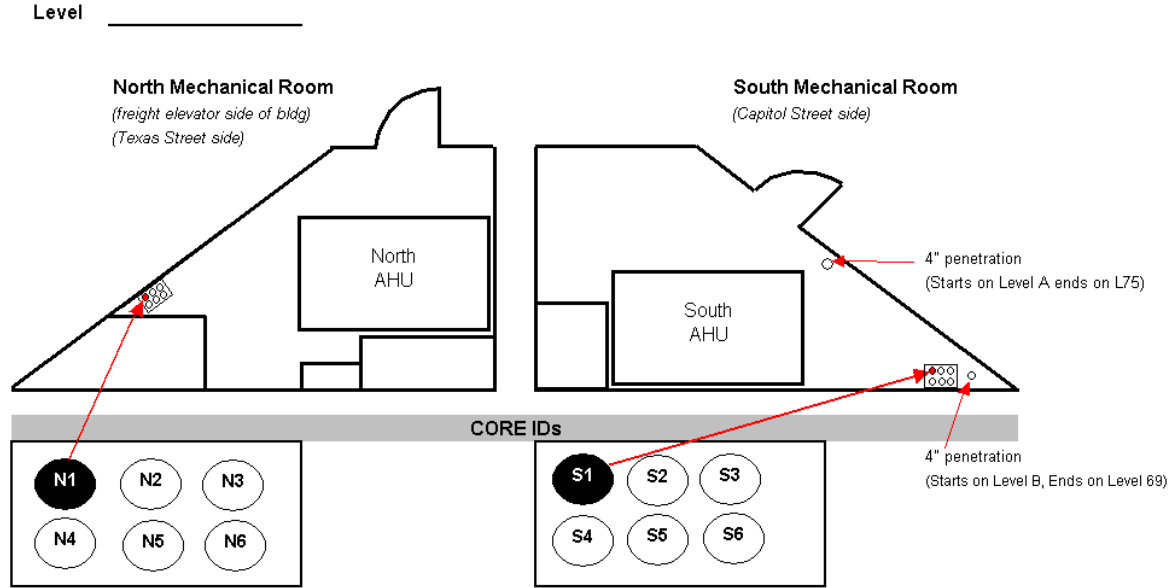 Level
North Mechanical Room
(freight elevator side of bldg)
(Texas Street side)
South Mechanical Room
(Capitol Street side)
North
AHU
South
AHU
4" penetration
(Starts on Level A ends on L75)
CORE IDs
4" penetration
(Starts on Level B, Ends on Level 69)
N1 N2 N3
N4 N5 N6
S1 S2 S3
S4 S5 S6